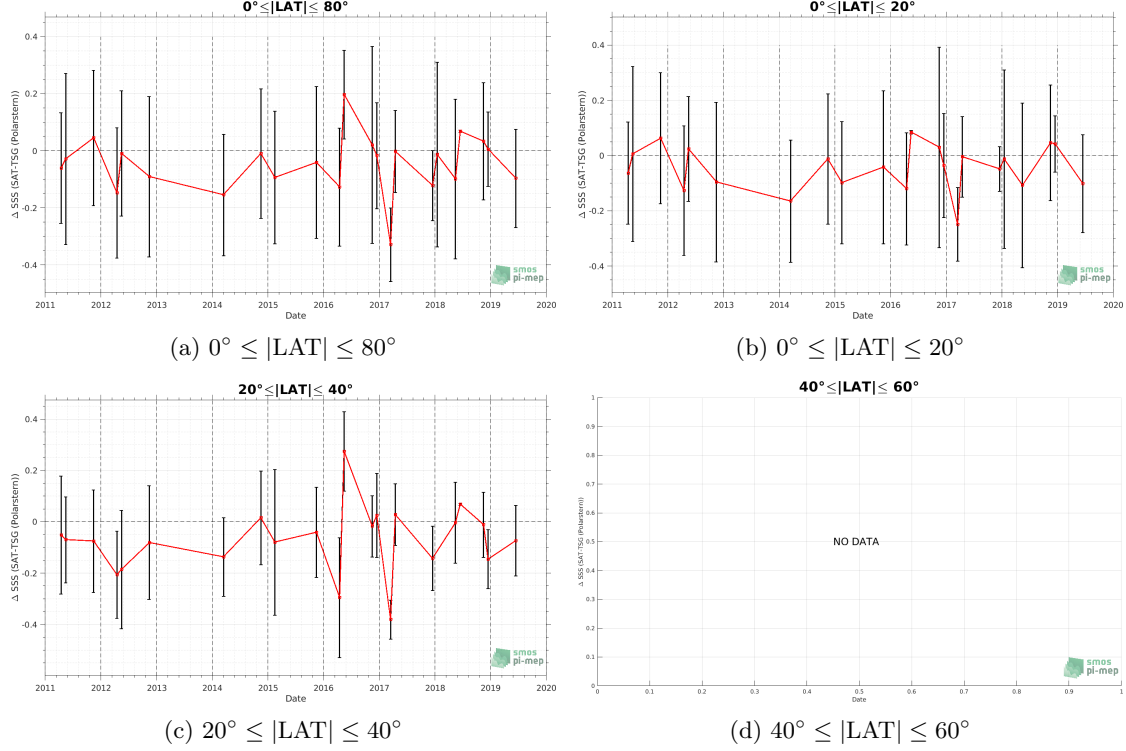 0°≤|LAT|≤ 80°
Δ SSS (SAT-TSG (Polarstern))
0.4
0.2
0
-0.2
-0.4
2011 2012 2013 2014 2015 2016 2017 2018 2019 2020
Date
smos
pi-mep
(a) 0° ≤ |LAT| ≤ 80°
0°≤|LAT|≤ 20°
Δ SSS (SAT-TSG (Polarstern))
0.4
0.2
0
-0.2
-0.4
2011 2012 2013 2014 2015 2016 2017 2018 2019 2020
Date
smos
pi-mep
(b) 0° ≤ |LAT| ≤ 20°
20°≤|LAT|≤ 40°
Δ SSS (SAT-TSG (Polarstern))
0.4
0.2
0
-0.2
-0.4
2011 2012 2013 2014 2015 2016 2017 2018 2019 2020
Date
smos
pi-mep
(c) 20° ≤ |LAT| ≤ 40°
40°≤|LAT|≤ 60°
Δ SSS (SAT-TSG (Polarstern))
1
0.9
0.8
0.7
0.6
0.5
0.4
0.3
0.2
0.1
0
NO DATA
0 0.1 0.2 0.3 0.4 0.5 0.6 0.7 0.8 0.9 1
Date
smos
pi-mep
(d) 40° ≤ |LAT| ≤ 60°